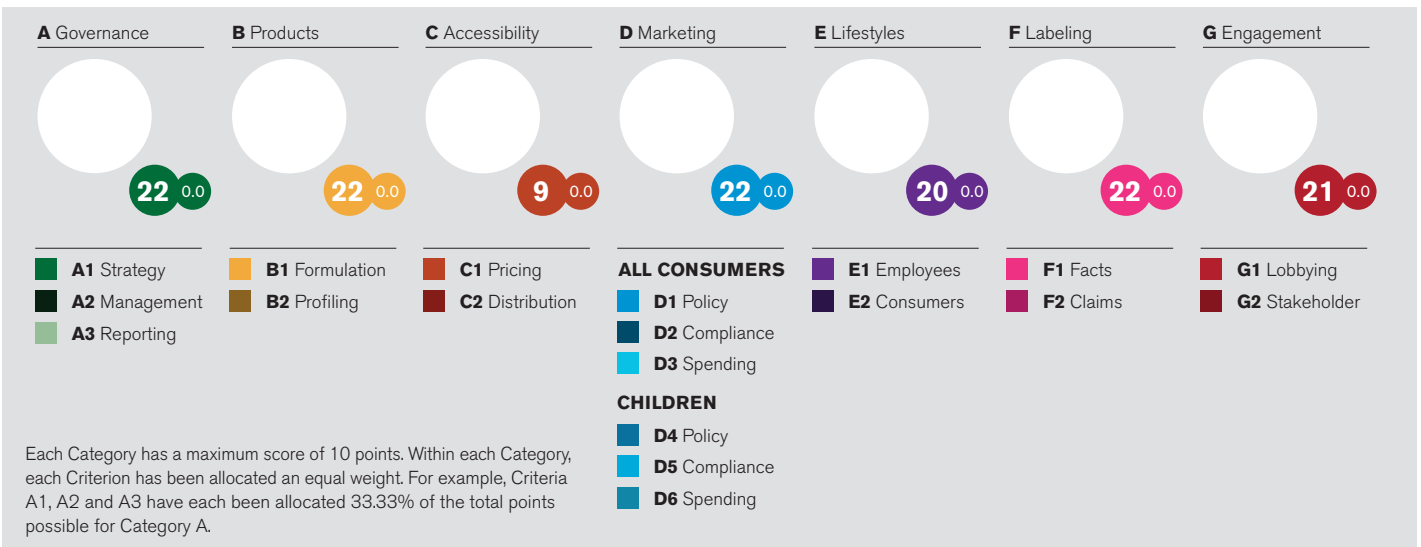 A Governance
B Products
C Accessibility
D Marketing
E Lifestyles
F Labeling
G Engagement
22 0.0
22 0.0
9 0.0
22 0.0
20 0.0
22 0.0
21 0.0
A1 Strategy
A2 Management
A3 Reporting
B1 Formulation
B2 Profiling
C1 Pricing
C2 Distribution
ALL CONSUMERS
D1 Policy
D2 Compliance
D3 Spending
CHILDREN
D4 Policy
D5 Compliance
D6 Spending
E1 Employees
E2 Consumers
F1 Facts
F2 Claims
G1 Lobbying
G2 Stakeholder
Each Category has a maximum score of 10 points. Within each Category,
each Criterion has been allocated an equal weight. For example, Criteria
A1, A2 and A3 have each been allocated 33.33% of the total points
possible for Category A.